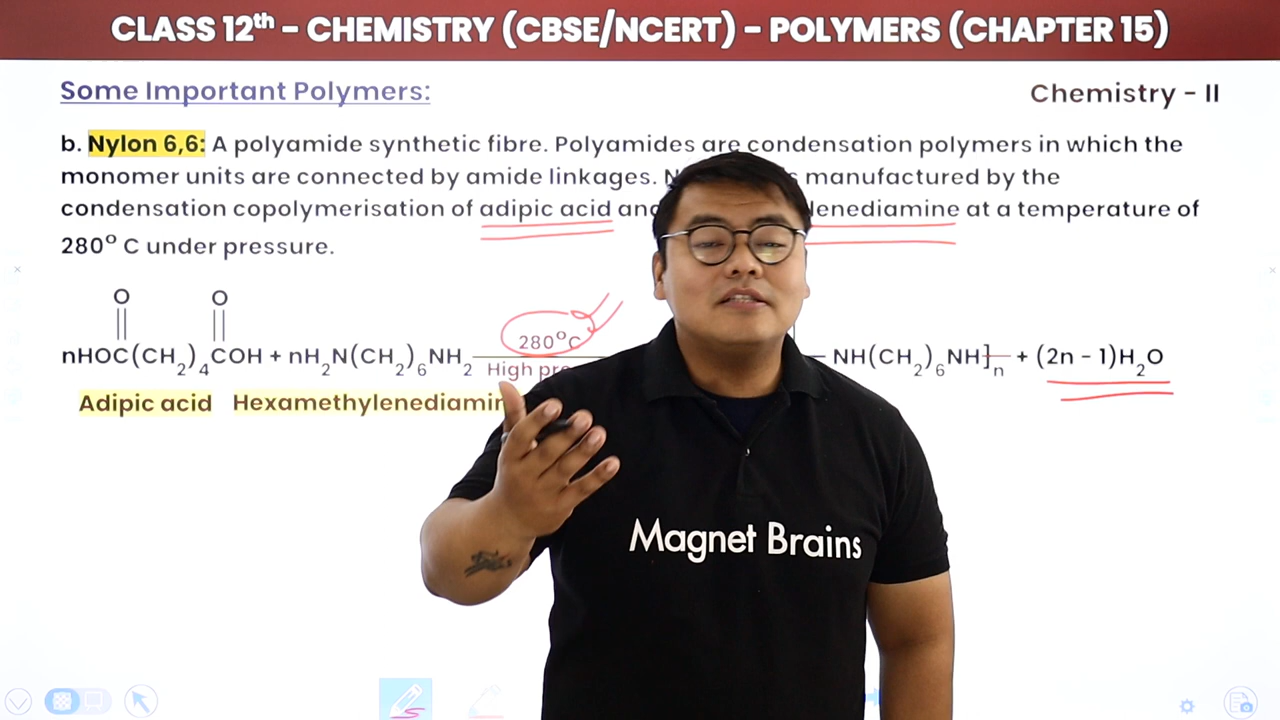 CLASS 12th – CHEMISTRY (CBSE/NCERT) – POLYMERS (CHAPTER 15)
Some Important Polymers:
Chemistry - II
b. Nylon 6,6: A polyamide synthetic fibre. Polyamides are condensation polymers in which the
monomer units are connected by amide linkages. manufactured by the
condensation copolymerisation of adipic acid lenediamine at a temperature of
280° C under pressure.
O O
nHOC(CH₂)₄COH + nH₂N(CH₂)₆NH₂ 280°C NH(CH₂)₆NH]ₙ + (2n - 1)H₂O
High
Adipic acid Hexamethylenediamin
Magnet Brains